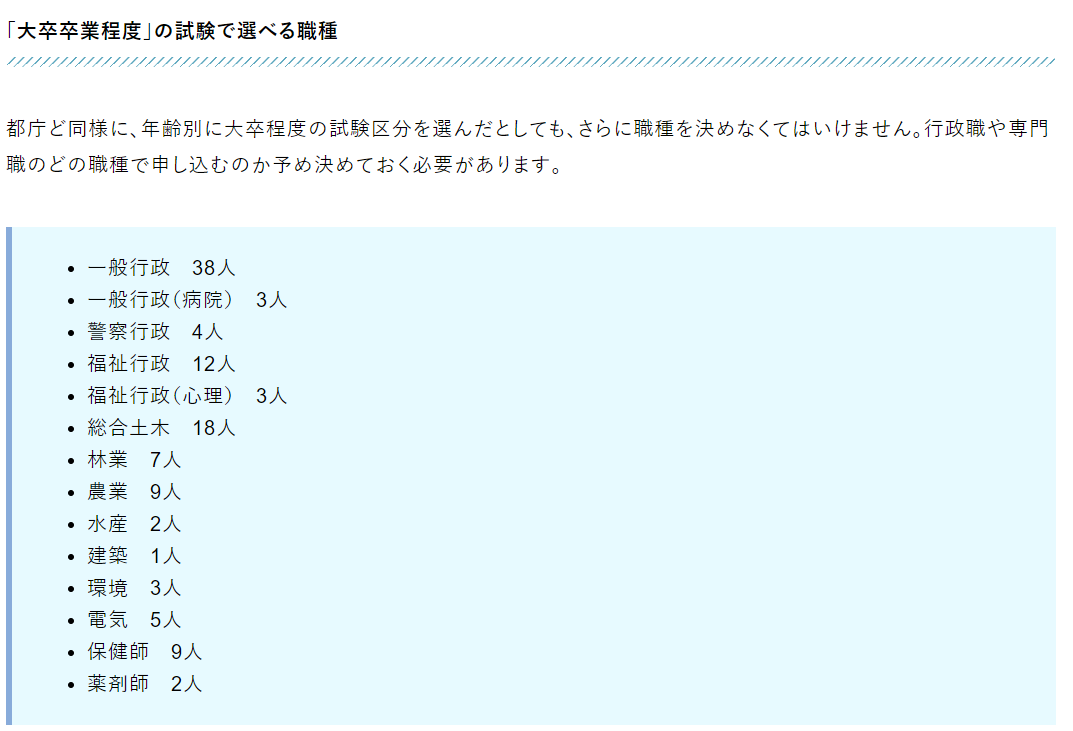 「大卒卒業程度」の試験で選べる職種
都庁ど同様に、年齢別に大卒程度の試験区分を選んだとしても、さらに職種を決めなくてはいけません。行政職や専門
職のどの職種で申し込むのか予め決めておく必要があります。
• 一般行政　38人
• 一般行政（病院）　3人
• 警察行政　4人
• 福祉行政　12人
• 福祉行政（心理）　3人
• 総合土木　18人
• 林業　7人
• 農業　9人
• 水産　2人
• 建築　1人
• 環境　3人
• 電気　5人
• 保健師　9人
• 薬剤師　2人